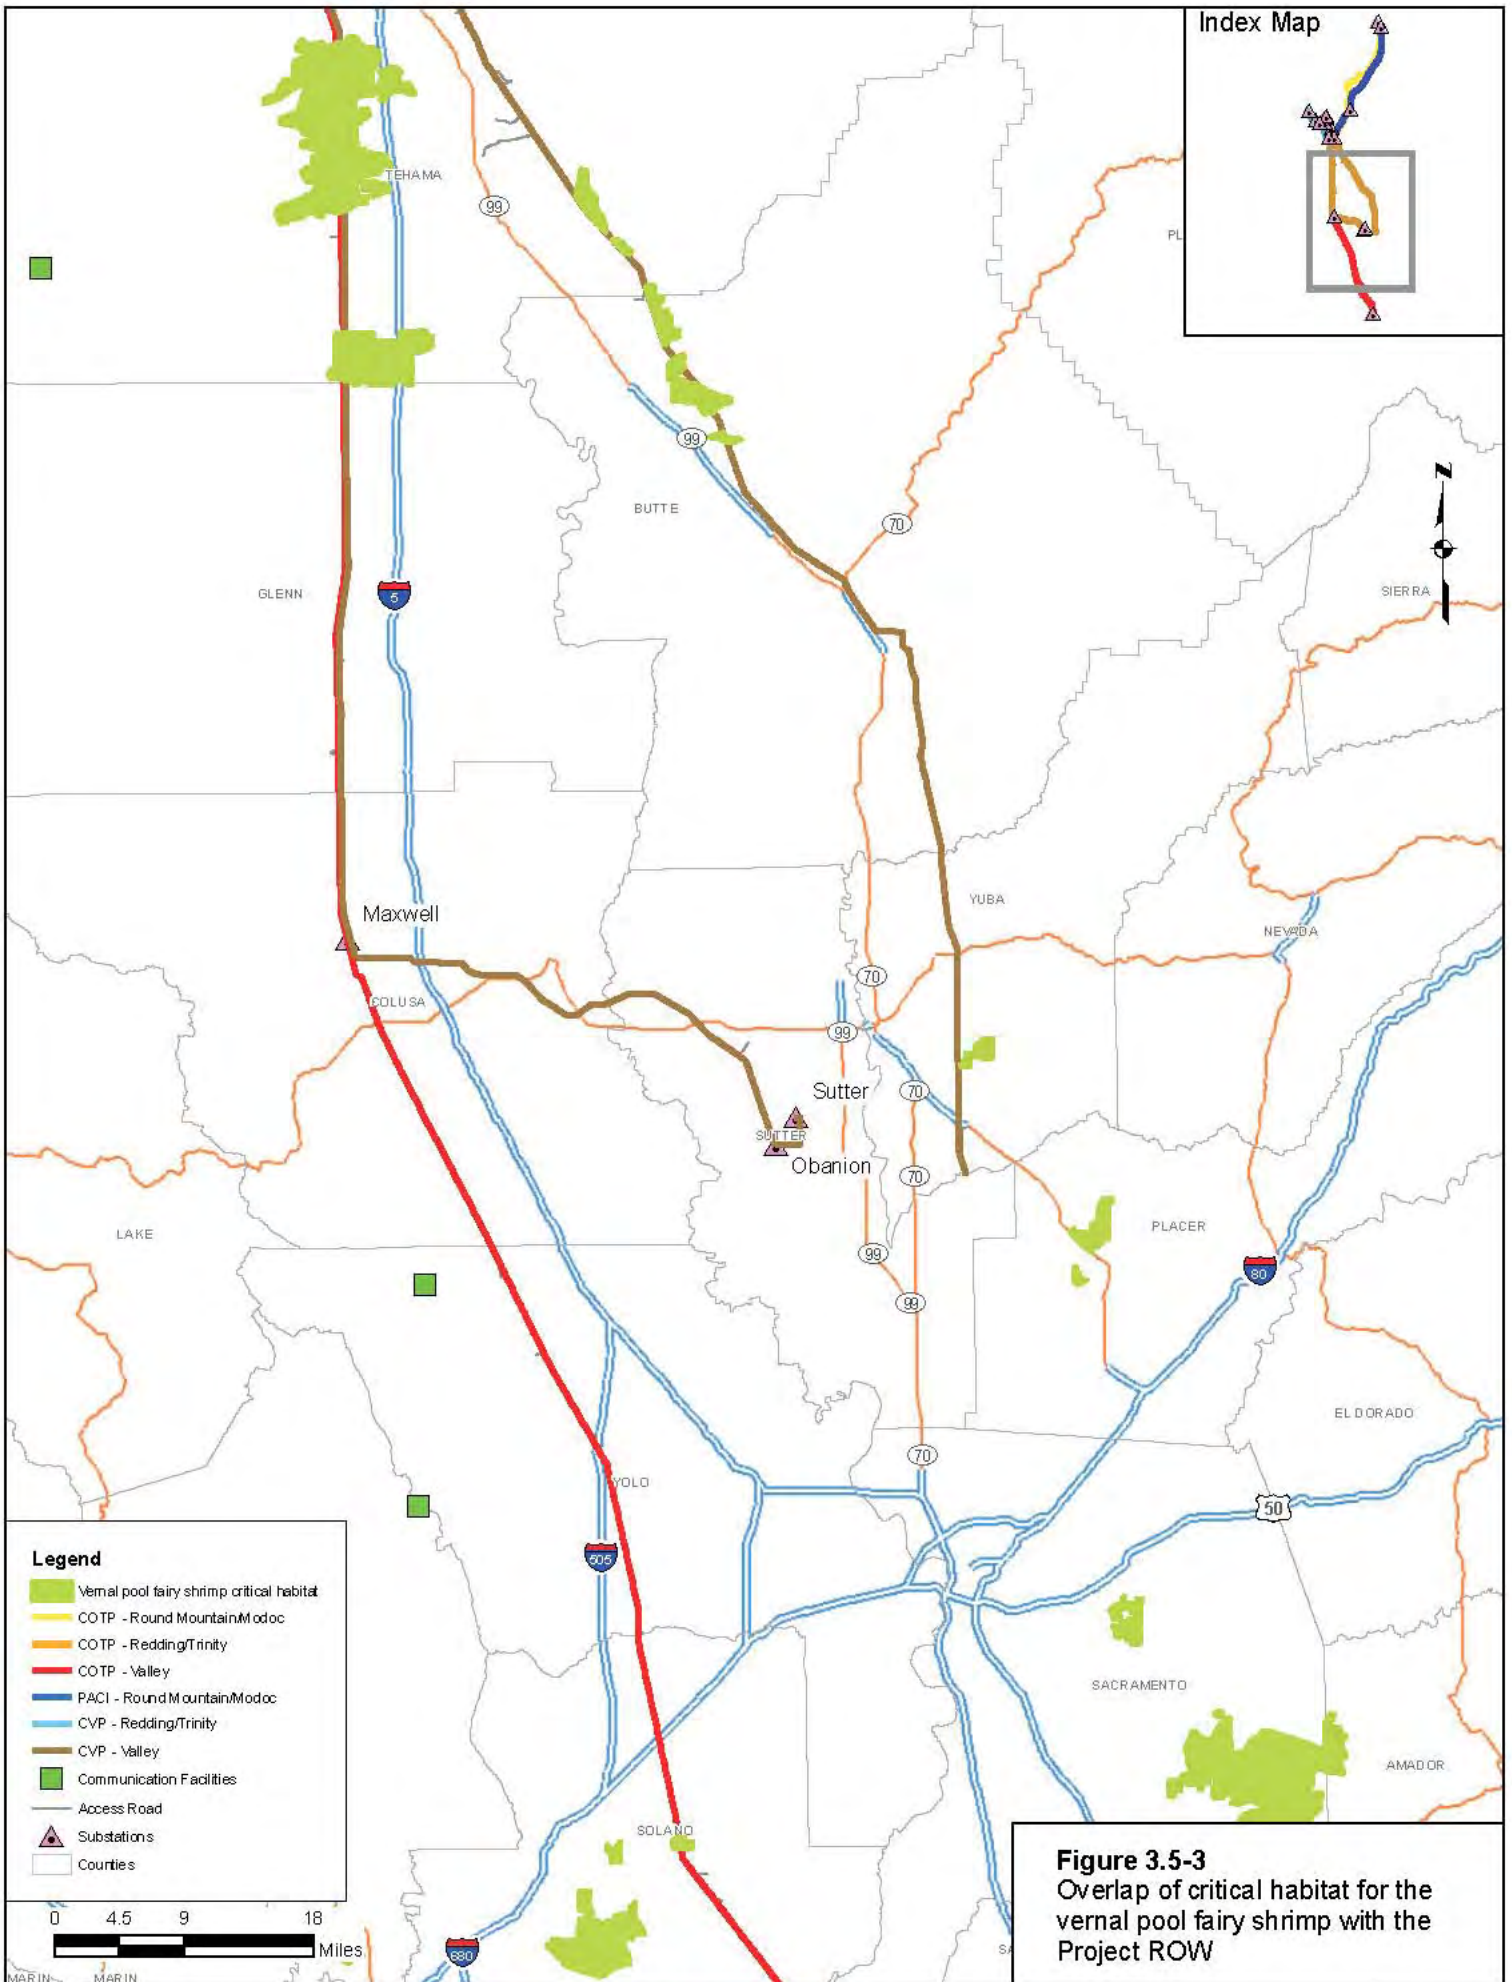 Index Map
TEHAMA
99
PL
99
BUTTE
70
N
SIERRA
GLENN
5
Maxwell
YUBA
NEVADA
COLUSA
70
99
Sutter
70
SUTTER
Obanion
70
LAKE
PLACER
99
80
99
EL DORADO
70
YOLO
50
505
SACRAMENTO
AMADOR
SOLANO
SA
680
MARIN
MARIN
Legend
Vernal pool fairy shrimp critical habitat
COTP - Round Mountain/Modoc
COTP - Redding/Trinity
COTP - Valley
PACI - Round Mountain/Modoc
CVP - Redding/Trinity
CVP - Valley
Communication Facilities
Access Road
Substations
Counties
0 4.5 9 18
Miles
Figure 3.5-3
Overlap of critical habitat for the
vernal pool fairy shrimp with the
Project ROW